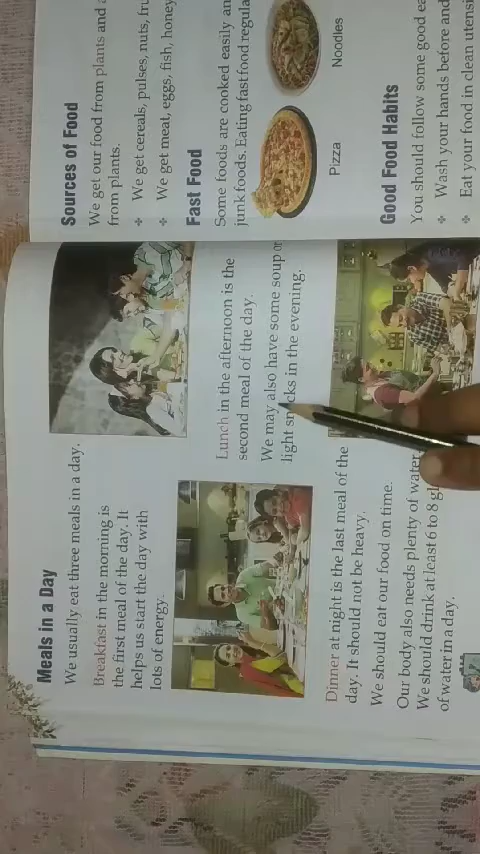 Meals in a Day
We usually eat three meals in a day.
Breakfast in the morning is
the first meal of the day. It
helps us start the day with
lots of energy.
Lunch in the afternoon is the
second meal of the day.
We may also have some soup or
light snacks in the evening.
Dinner at night is the last meal of the
day. It should not be heavy.
We should eat our food on time.
Our body also needs plenty of water.
We should drink at least 6 to 8
of water in a day.
Sources of Food
We get our food from plants and
from plants.
We get cereals, pulses, nuts,
We get meat, eggs, fish, honey
Fast Food
Some foods are cooked easily
junk foods. Eating fast food
Pizza
Noodles
Good Food Habits
You should follow some good
Wash your hands before and
Eat your food in clean